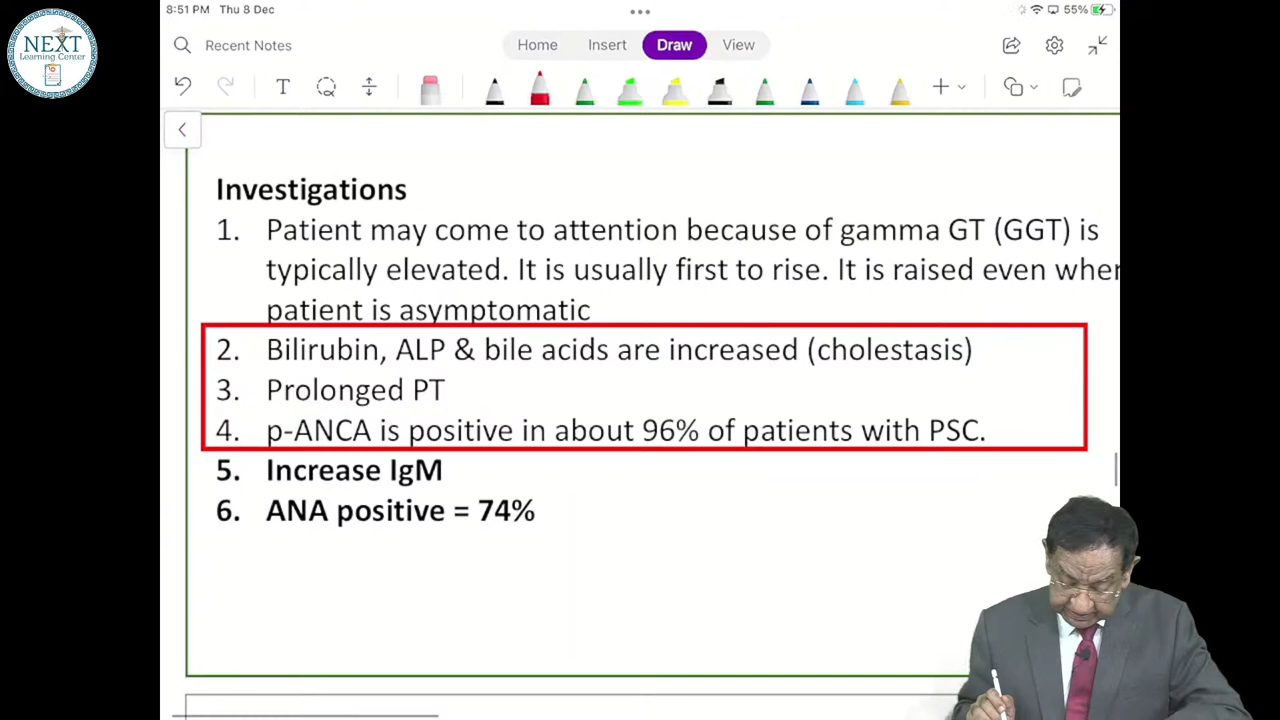 8:51 PM Thu 8 Dec
55%
NEXT
Learning Center
Recent Notes
Home Insert Draw View
T
Investigations
1. Patient may come to attention because of gamma GT (GGT) is
typically elevated. It is usually first to rise. It is raised even wher
patient is asymptomatic
2. Bilirubin, ALP & bile acids are increased (cholestasis)
3. Prolonged PT
4. p-ANCA is positive in about 96% of patients with PSC.
5. Increase IgM
6. ANA positive = 74%